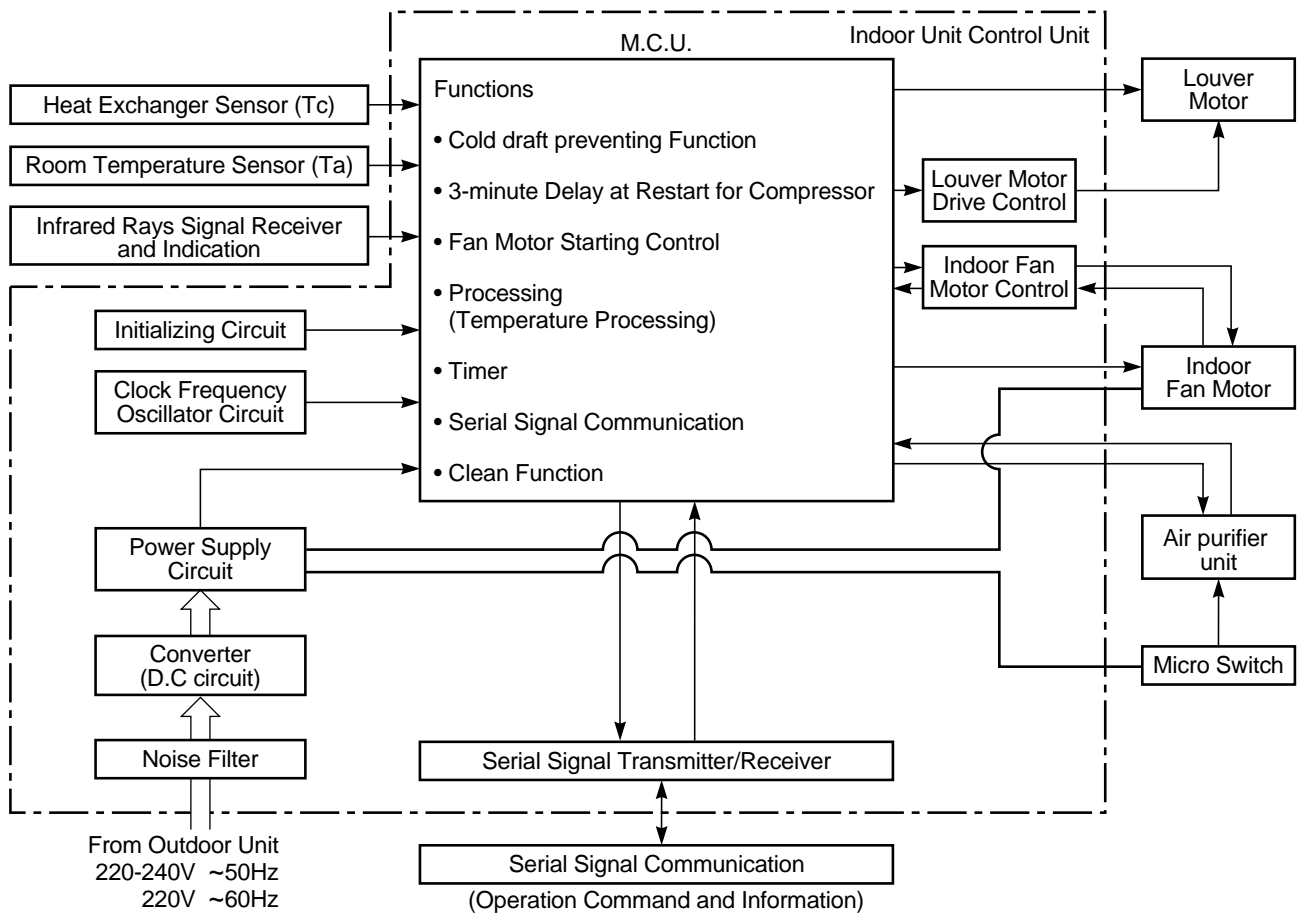 M.C.U.
Indoor Unit Control Unit
Heat Exchanger Sensor (Tc)
Room Temperature Sensor (Ta)
Infrared Rays Signal Receiver
and Indication
Initializing Circuit
Clock Frequency
Oscillator Circuit
Power Supply
Circuit
Converter
(D.C circuit)
Noise Filter
From Outdoor Unit
220-240V ~50Hz
220V ~60Hz
Functions
• Cold draft preventing Function
• 3-minute Delay at Restart for Compressor
• Fan Motor Starting Control
• Processing
(Temperature Processing)
• Timer
• Serial Signal Communication
• Clean Function
Serial Signal Transmitter/Receiver
Serial Signal Communication
(Operation Command and Information)
Louver Motor
Drive Control
Indoor Fan
Motor Control
Louver
Motor
Indoor
Fan Motor
Air purifier
unit
Micro Switch